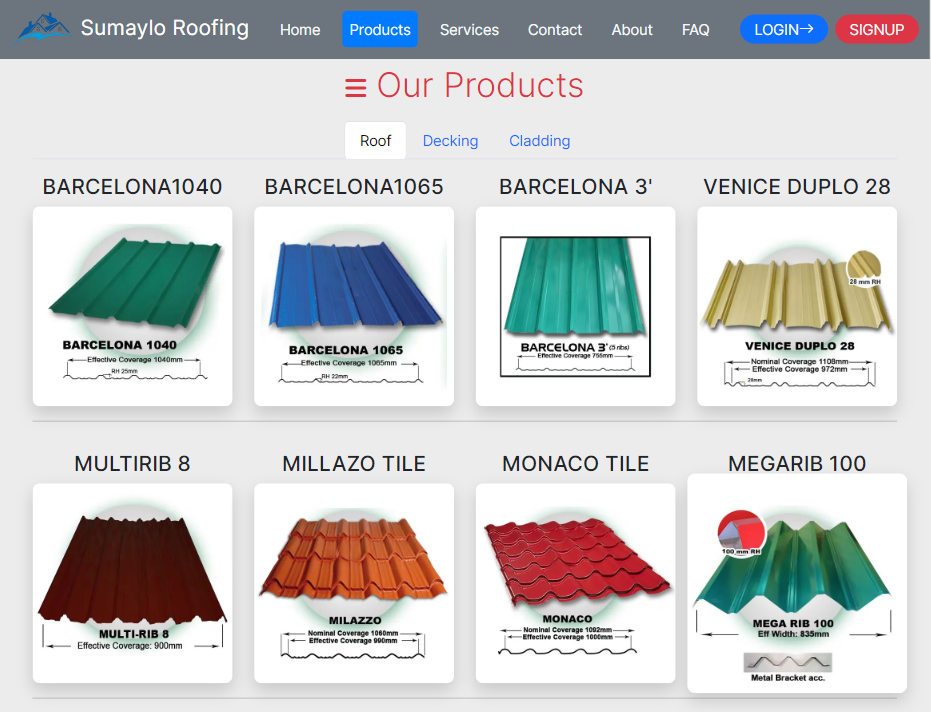 Sumaylo Roofing
Home
Products
Services
Contact
About
FAQ
LOGIN→
SIGNUP
Our Products
Roof
Decking
Cladding
BARCELONA1040
BARCELONA1065
BARCELONA 3'
VENICE DUPLO 28
BARCELONA 1040
Effective Coverage 1040mm
RH 25mm
BARCELONA 1065
Effective Coverage 1065mm
RH 22mm
BARCELONA 3' (5 ribs)
Effective Coverage 755mm
28 mm RH
VENICE DUPLO 28
Nominal Coverage 1108mm
Effective Coverage 972mm
28mm
MULTIRIB 8
MILLAZO TILE
MONACO TILE
MEGARIB 100
MULTI-RIB 8
Effective Coverage: 900mm
MILAZZO
Nominal Coverage 1060mm
Effective Coverage 990mm
MONACO
Nominal Coverage 1092mm
Effective Coverage 1000mm
100 mm RH
MEGA RIB 100
Eff Width: 835mm
Metal Bracket acc.